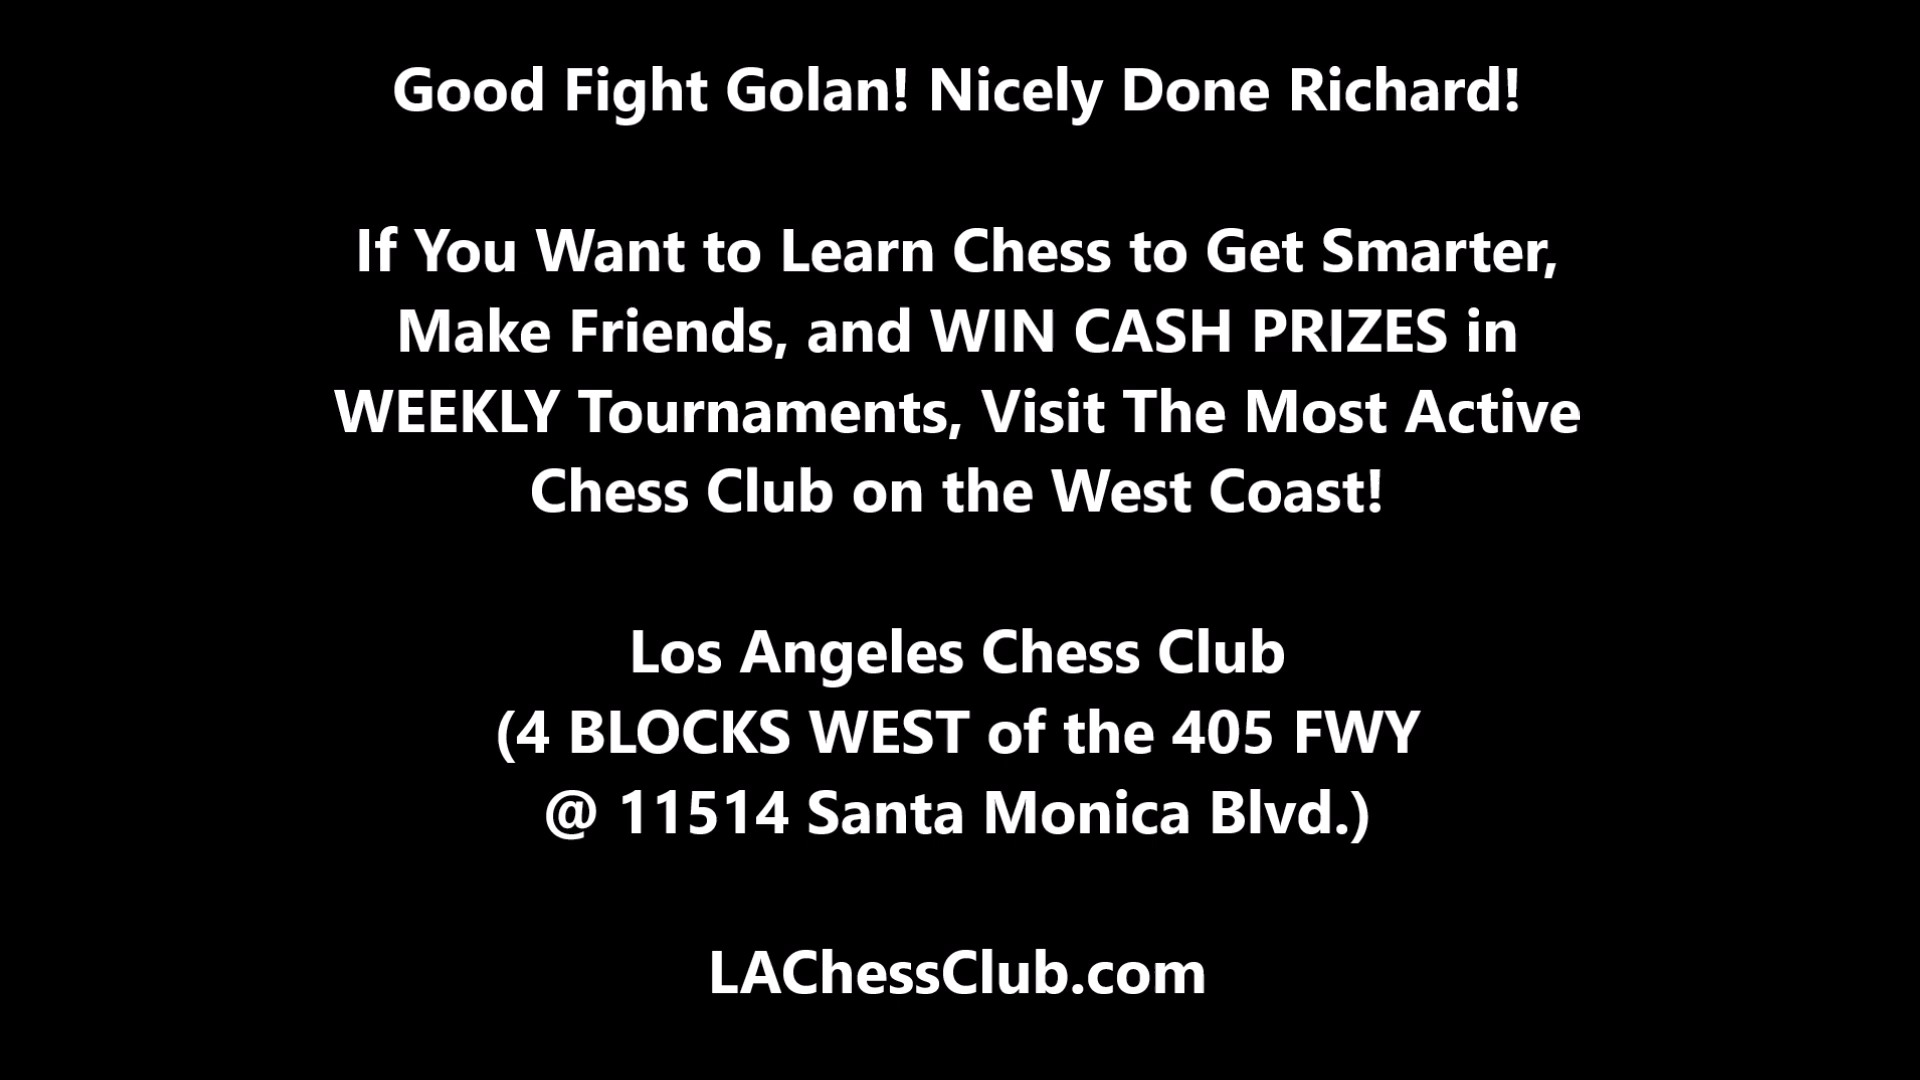 Good Fight Golan! Nicely Done Richard!
If You Want to Learn Chess to Get Smarter,
Make Friends, and WIN CASH PRIZES in
WEEKLY Tournaments, Visit The Most Active
Chess Club on the West Coast!
Los Angeles Chess Club
(4 BLOCKS WEST of the 405 FWY
@ 11514 Santa Monica Blvd.)
LAChessClub.com